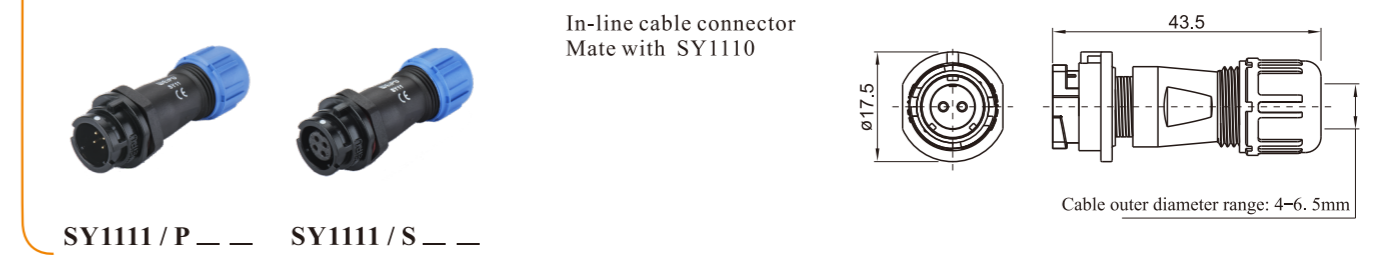 In-line cable connector
Mate with SY1110
43.5
ø17.5
Cable outer diameter range: 4-6. 5mm
SY1111 / P _ _
SY1111 / S _ _